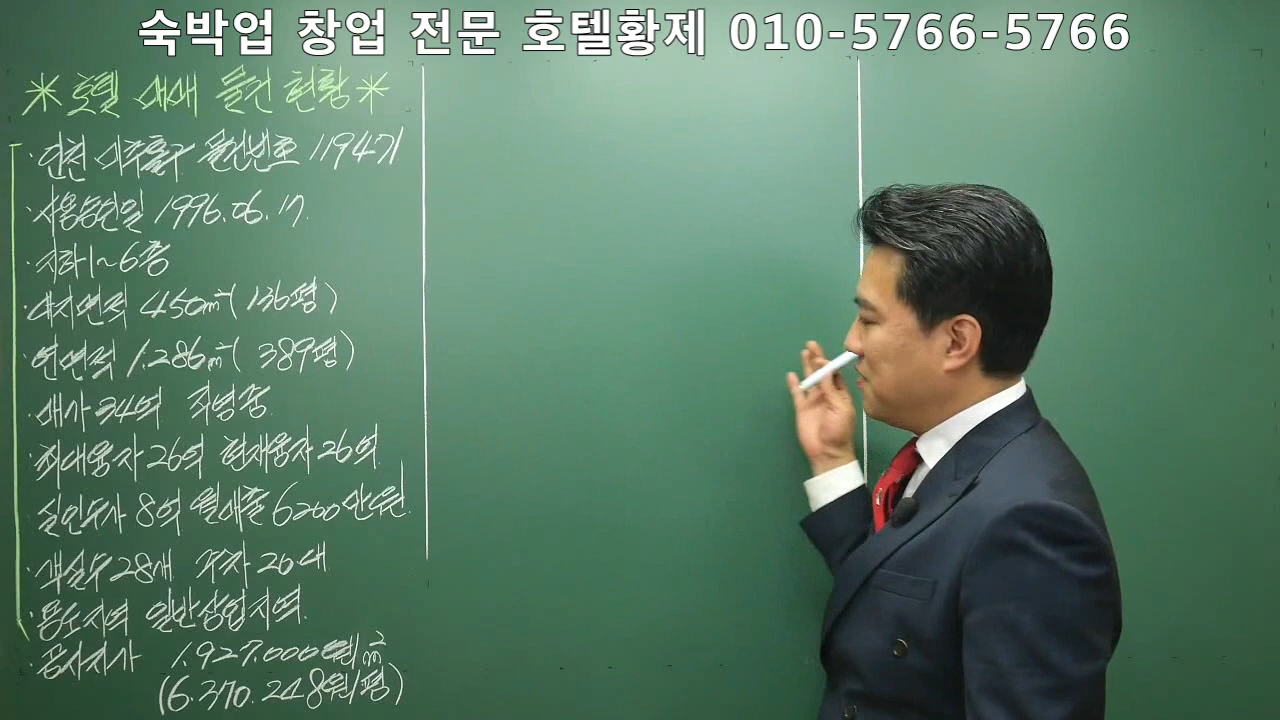 숙박업 창업 전문 호텔황제 010-5766-5766
* 호텔 매매 물건 현황 *
· 인천 미추홀구 물건번호 11947기
· 사용승인일 1996.06.17.
· 지하1~6층
· 대지면적 450㎡( 136평 )
· 연면적 1.286㎡( 389평 )
· 매가 34억 직영중
· 최대융자 26억 현재융자 26억
· 실인수가 8억 월매출 6200만원
· 객실수 28개 주차 20대
· 용도지역 일반상업지역
· 공시지가 1.927.000원/㎡
(6.370.248원/평)